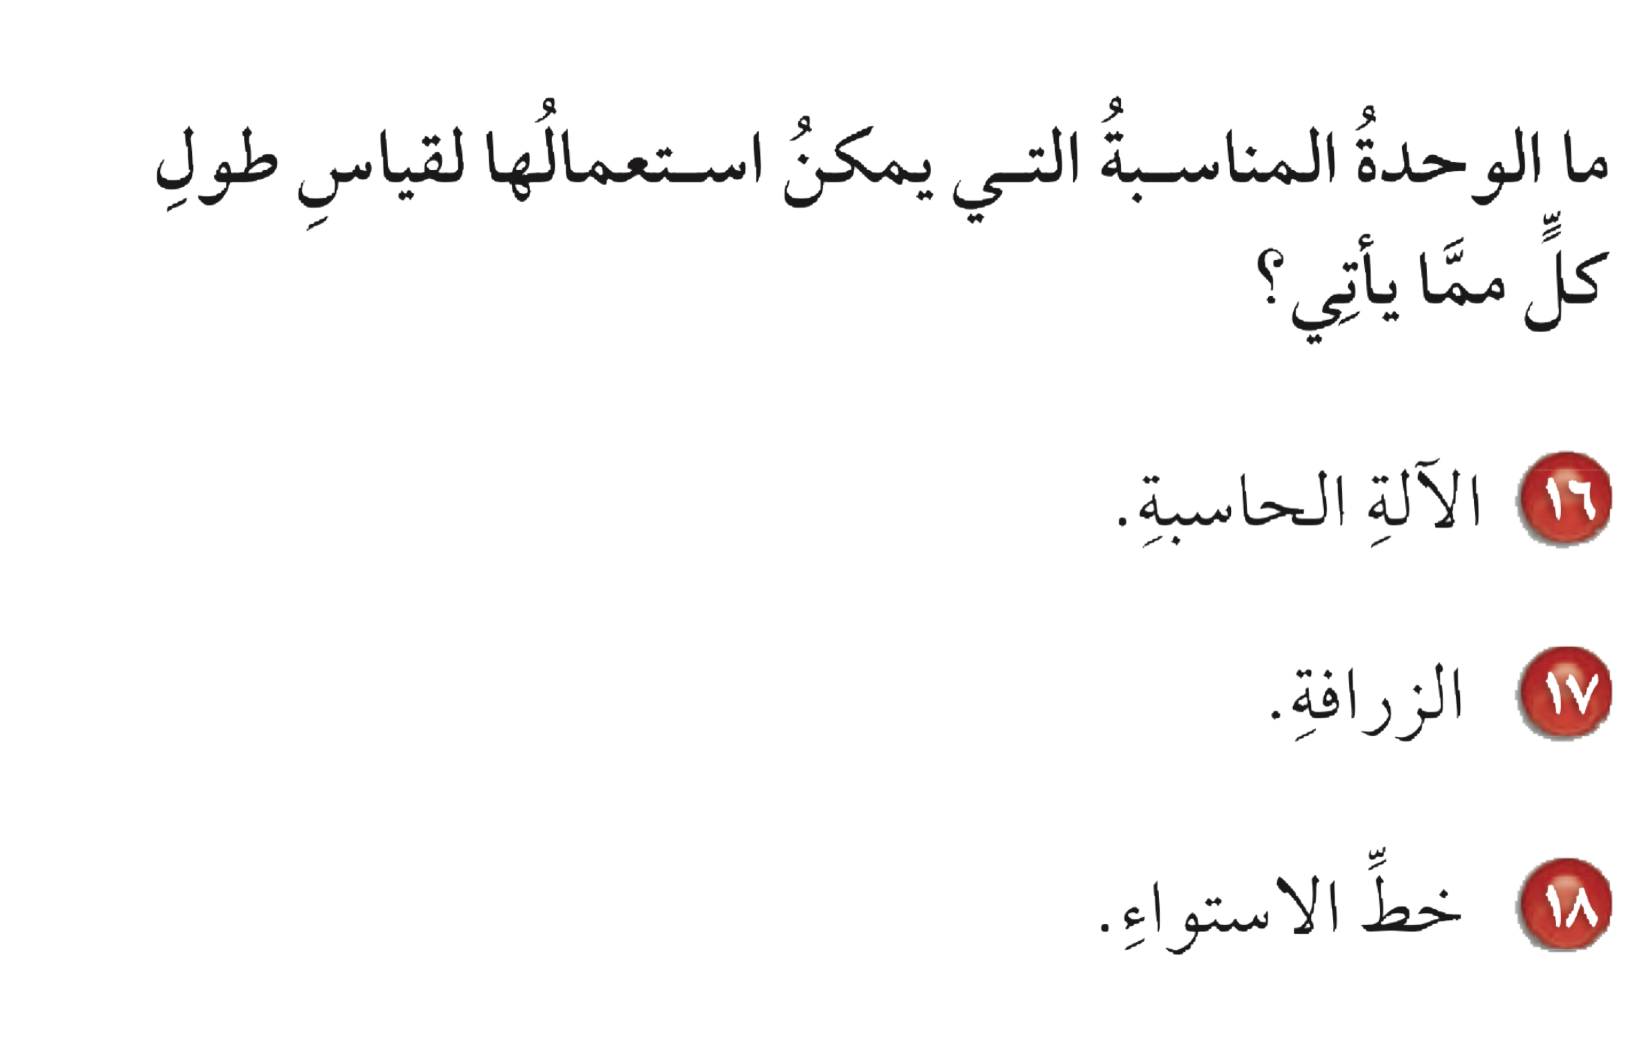 ما الوحدةُ المناسبةُ التي يمكنُ استعمالُها لقياسِ طولِ
كلٍّ ممَّا يأتِي؟
١٦ الآلةِ الحاسبةِ.
١٧ الزرافةِ.
١٨ خطِّ الاستواءِ.